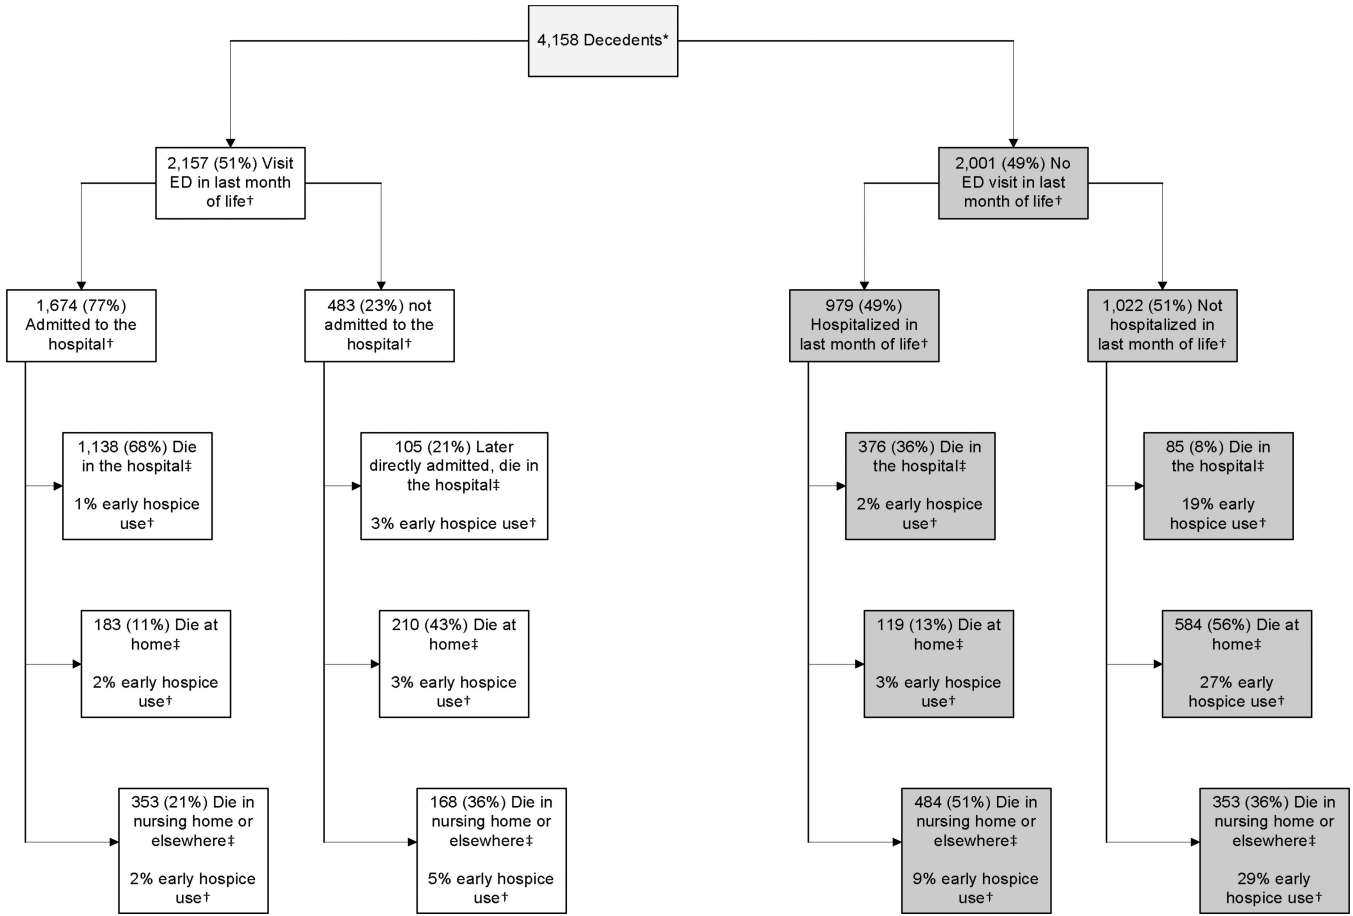 4,158 Decedents*
2,157 (51%) Visit
ED in last month
of life†
2,001 (49%) No
ED visit in last
month of life†
1,674 (77%)
Admitted to the
hospital†
483 (23%) not
admitted to the
hospital†
979 (49%)
Hospitalized in
last month of life†
1,022 (51%) Not
hospitalized in
last month of life†
1,138 (68%) Die
in the hospital‡
1% early hospice
use†
105 (21%) Later
directly admitted, die in
the hospital‡
3% early hospice use†
376 (36%) Die in
the hospital‡
2% early hospice
use†
85 (8%) Die in
the hospital‡
19% early
hospice use†
183 (11%) Die at
home‡
2% early hospice
use†
210 (43%) Die at
home‡
3% early hospice
use†
119 (13%) Die at
home‡
3% early hospice
use†
584 (56%) Die at
home‡
27% early
hospice use†
353 (21%) Die in
nursing home or
elsewhere‡
2% early hospice
use†
168 (36%) Die in
nursing home or
elsewhere‡
5% early hospice
use†
484 (51%) Die in
nursing home or
elsewhere‡
9% early hospice
use†
353 (36%) Die in
nursing home or
elsewhere‡
29% early
hospice use†